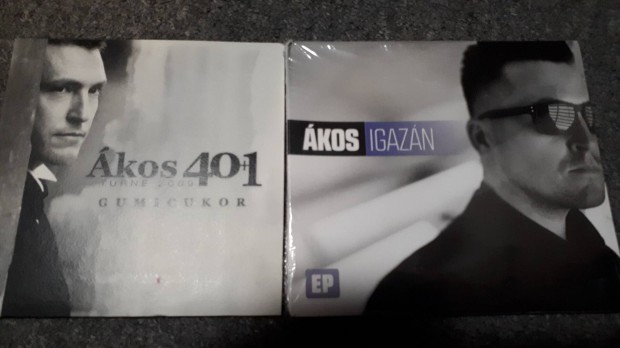 Ákos 40+1
TURNÉ 2009
GUMICUKOR
ÁKOS IGAZÁN
EP